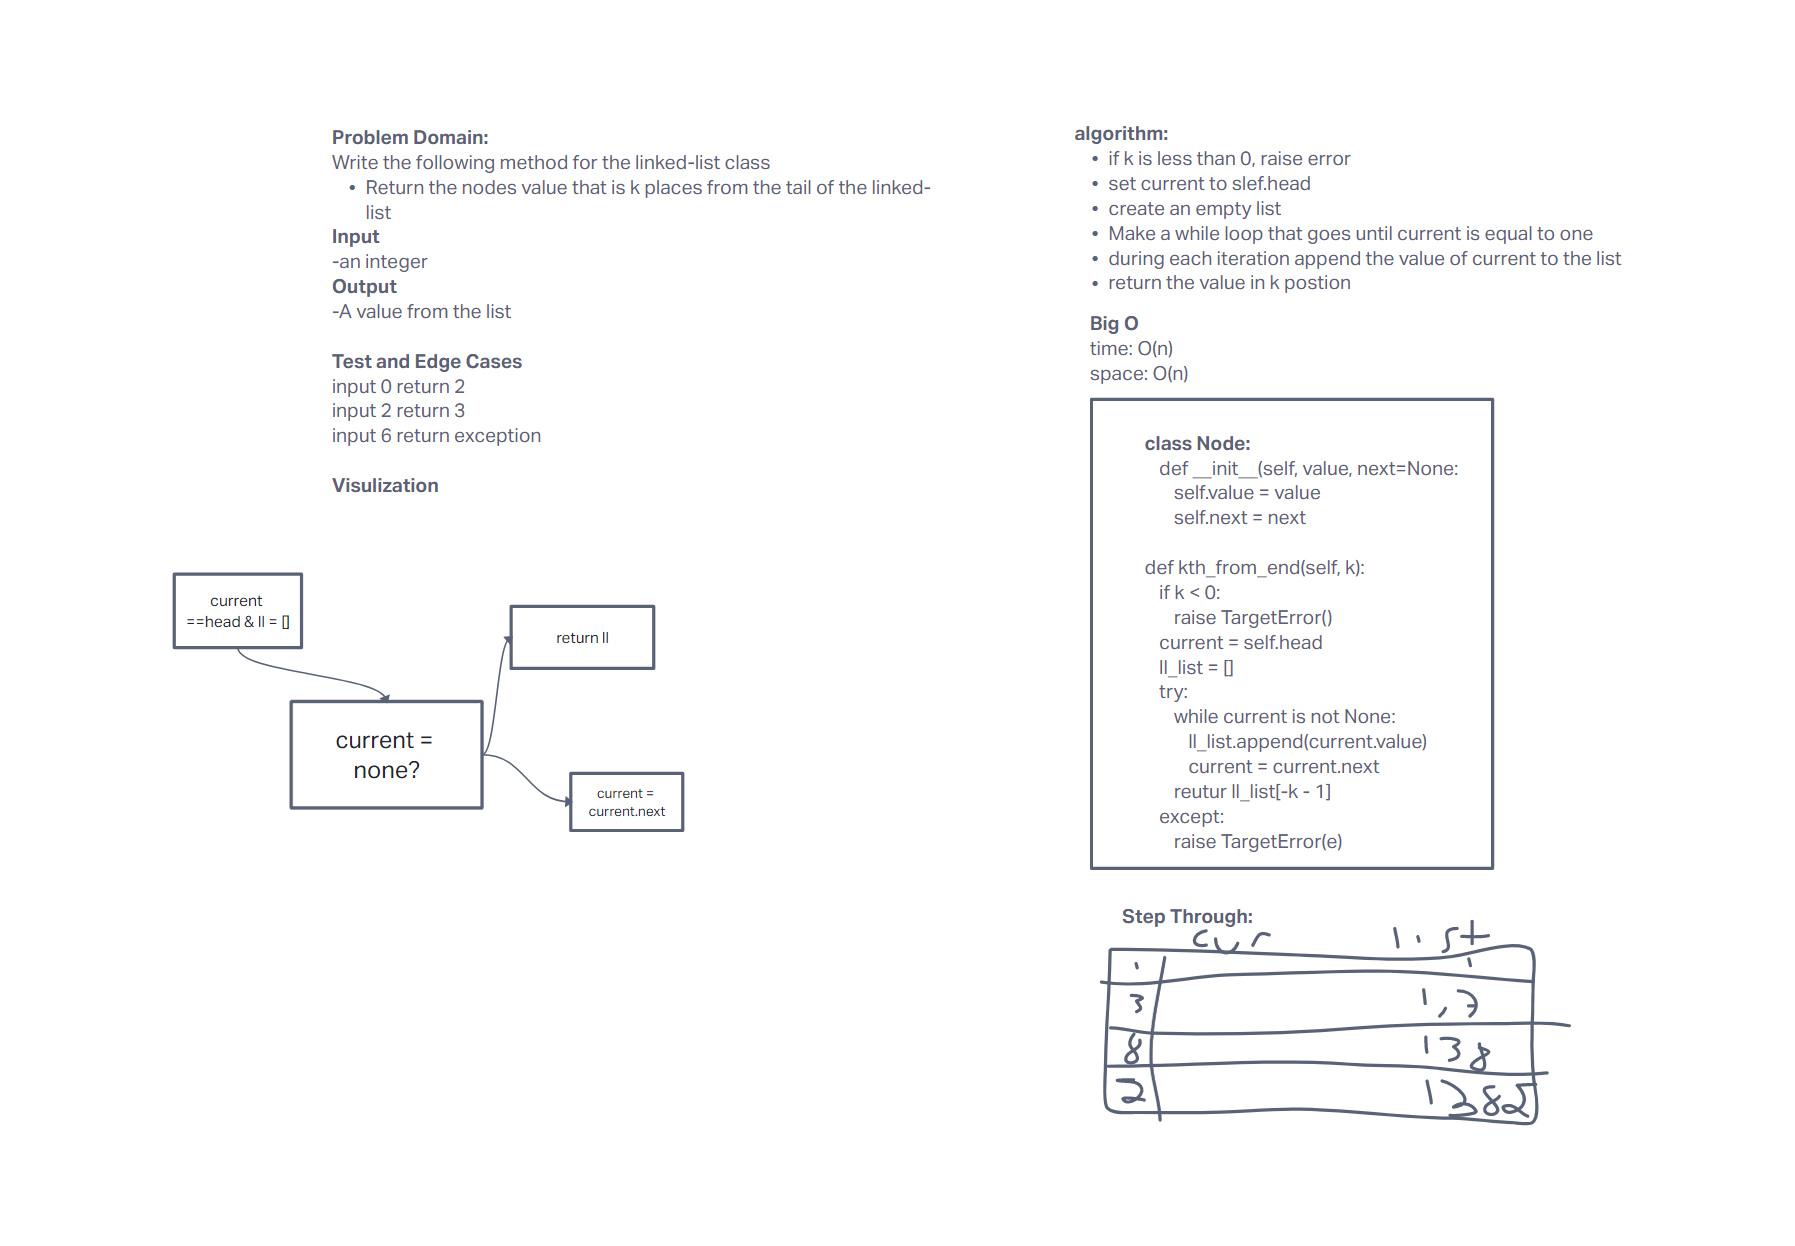 Problem Domain:
Write the following method for the linked-list class
• Return the nodes value that is k places from the tail of the linked-
list
Input
-an integer
Output
-A value from the list
Test and Edge Cases
input 0 return 2
input 2 return 3
input 6 return exception
Visulization
current
==head & ll = []
return ll
current =
none?
current =
current.next
algorithm:
• if k is less than 0, raise error
• set current to slef.head
• create an empty list
• Make a while loop that goes until current is equal to one
• during each iteration append the value of current to the list
• return the value in k postion
Big O
time: O(n)
space: O(n)
class Node:
def __init__(self, value, next=None:
self.value = value
self.next = next
def kth_from_end(self, k):
if k < 0:
raise TargetError()
current = self.head
ll_list = []
try:
while current is not None:
ll_list.append(current.value)
current = current.next
reutur ll_list[-k - 1]
except:
raise TargetError(e)
Step Through:
cur list
1 1
3 1,3
8 138
2 1382